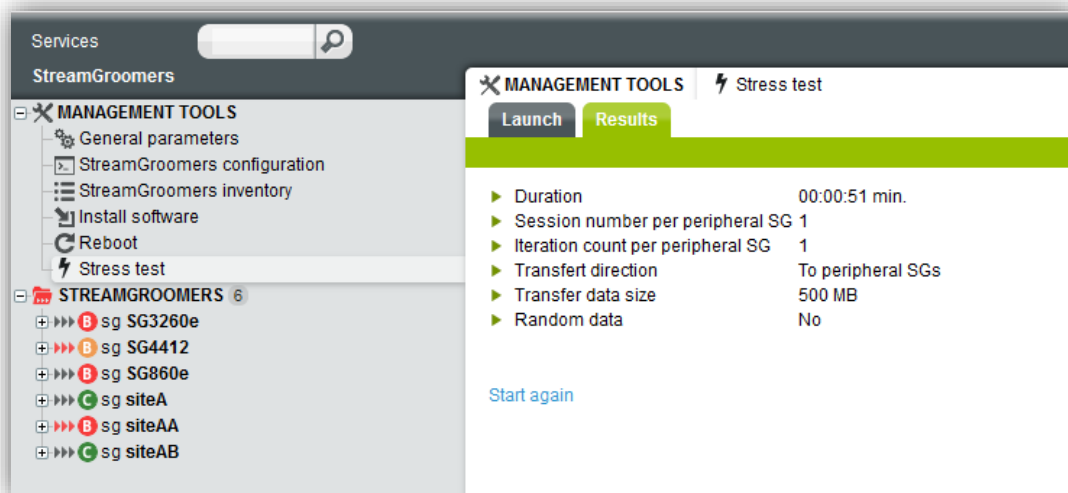 Services
StreamGroomers
MANAGEMENT TOOLS
General parameters
StreamGroomers configuration
StreamGroomers inventory
Install software
Reboot
Stress test
STREAMGROOMERS 6
B sg SG3260e
B sg SG4412
B sg SG860e
C sg siteA
B sg siteAA
C sg siteAB
MANAGEMENT TOOLS Stress test
Launch Results
Duration 00:00:51 min.
Session number per peripheral SG 1
Iteration count per peripheral SG 1
Transfert direction To peripheral SGs
Transfer data size 500 MB
Random data No
Start again